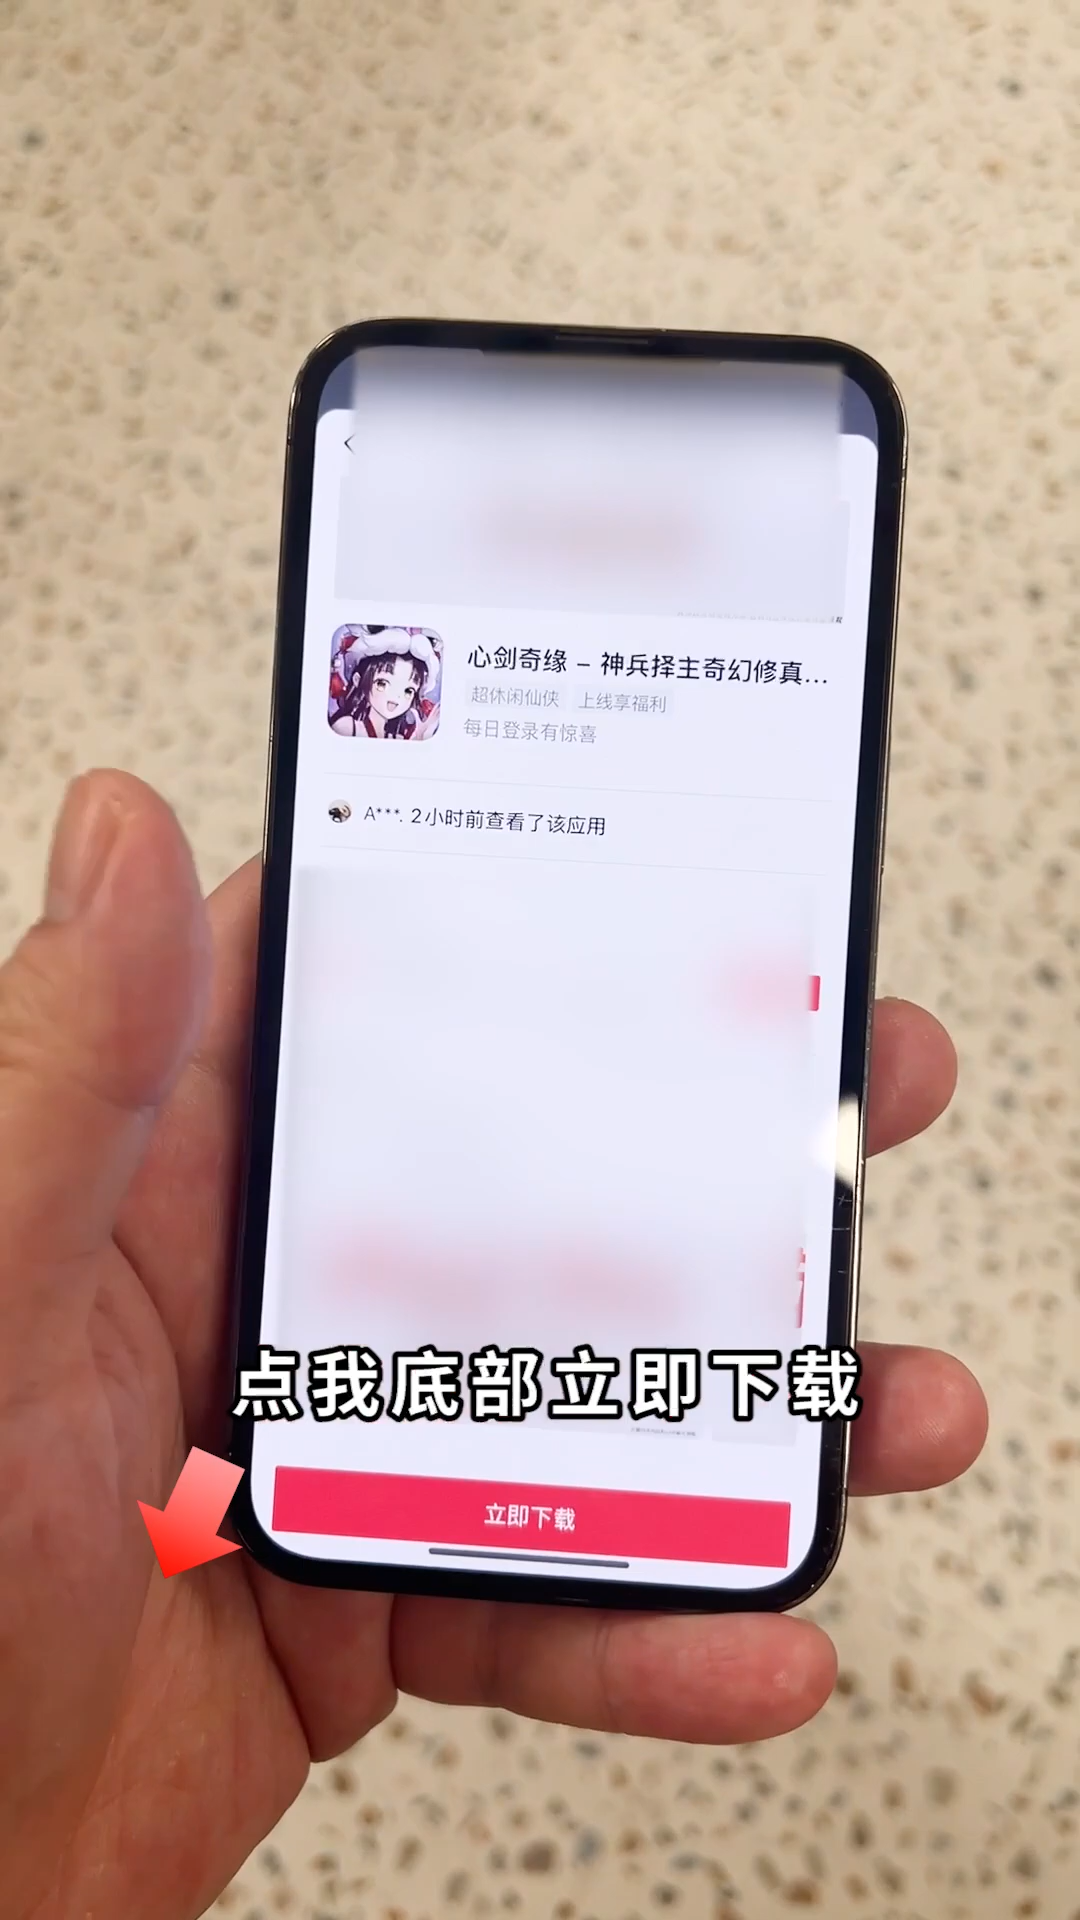 心剑奇缘 – 神兵择主奇幻修真...
超休闲仙侠 上线享福利
每日登录有惊喜
A***. 2小时前查看了该应用
点我底部立即下载
立即下载